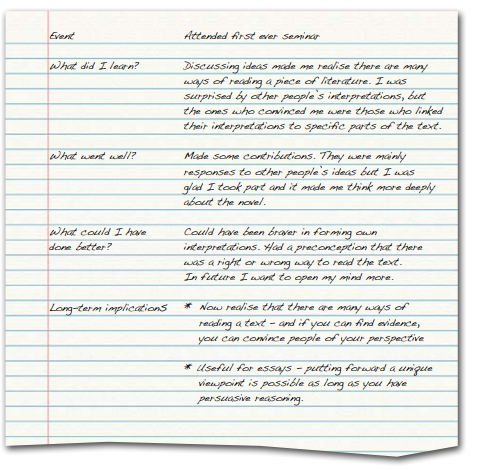 Event Attended first ever seminar
What did I learn? Discussing ideas made me realise there are many
ways of reading a piece of literature. I was
surprised by other people's interpretations, but
the ones who convinced me were those who linked
their interpretations to specific parts of the text.
What went well? Made some contributions. They were mainly
responses to other people's ideas but I was
glad I took part and it made me think more deeply
about the novel.
What could I have Could have been braver in forming own
done better? interpretations. Had a preconception that there
was a right or wrong way to read the text.
In future I want to open my mind more.
Long-term implications * Now realise that there are many ways of
reading a text - and if you can find evidence,
you can convince people of your perspective
* Useful for essays - putting forward a unique
viewpoint is possible as long as you have
persuasive reasoning.